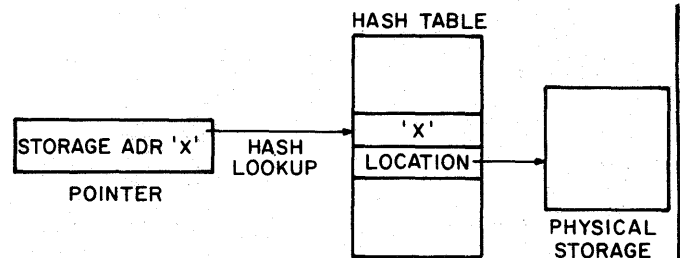 HASH TABLE
STORAGE ADR 'X'
POINTER
HASH
LOOKUP
'X'
LOCATION
PHYSICAL
STORAGE